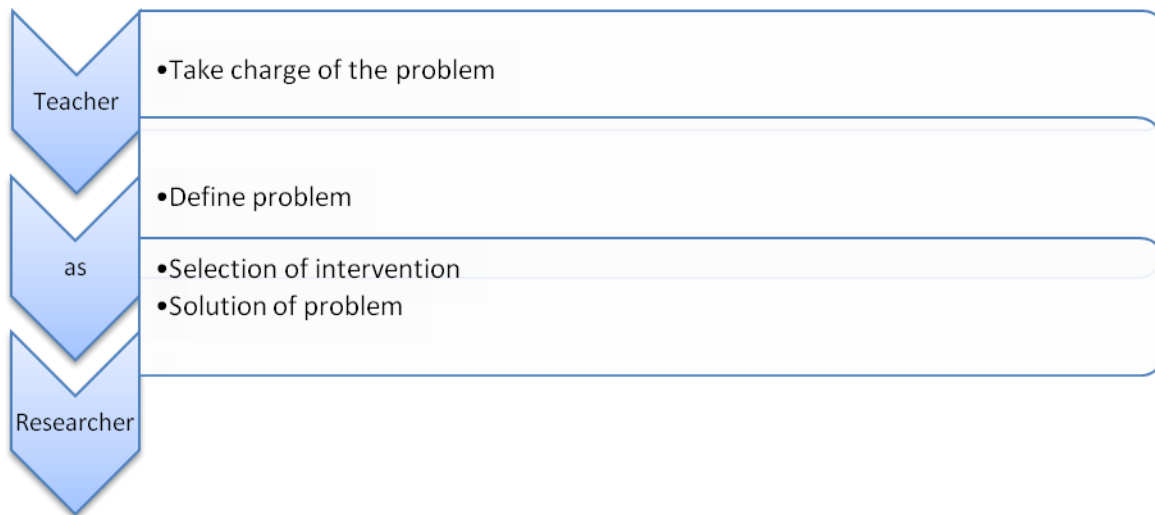 Teacher
•Take charge of the problem
as
•Define problem
•Selection of intervention
•Solution of problem
Researcher